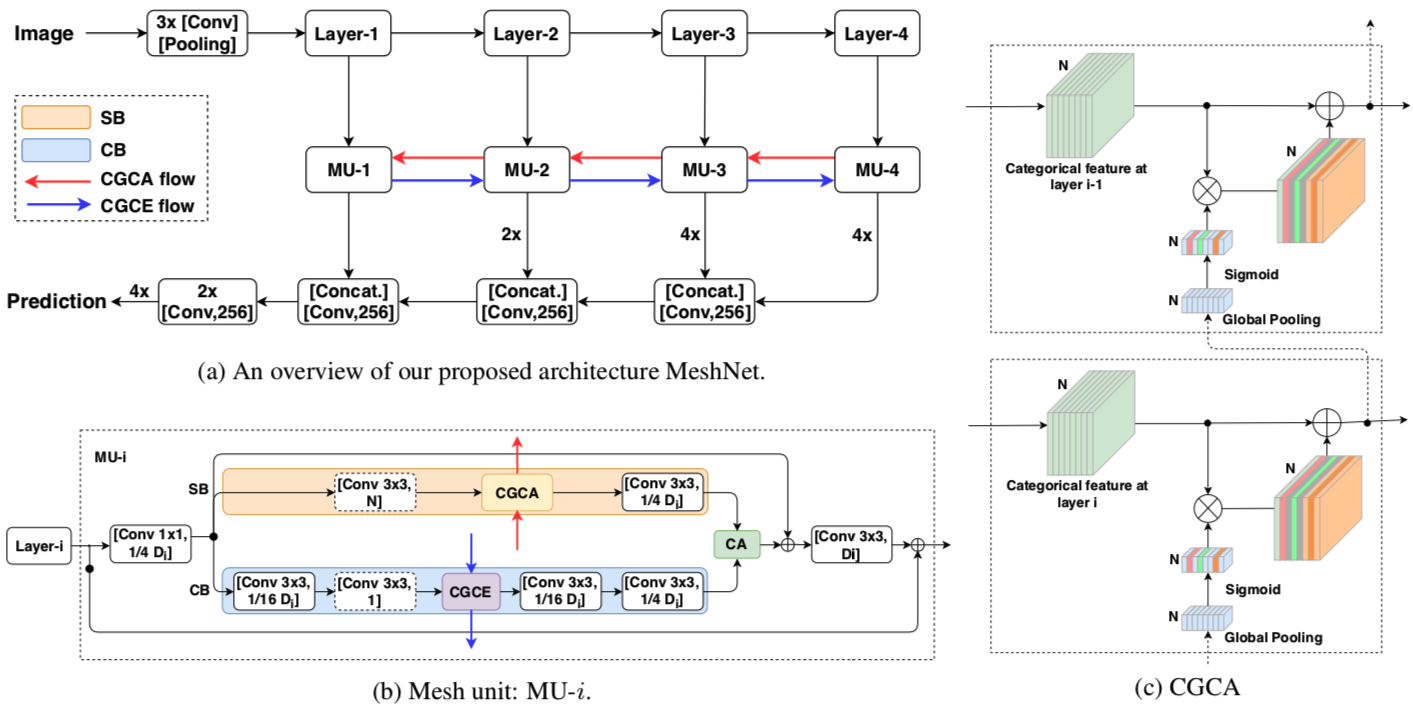 Image
3x [Conv]
[Pooling]
Layer-1
Layer-2
Layer-3
Layer-4
SB
CB
CGCA flow
CGCE flow
MU-1
MU-2
MU-3
MU-4
2x
4x
4x
Prediction
4x
2x
[Conv,256]
[Concat.]
[Conv,256]
[Concat.]
[Conv,256]
[Concat.]
[Conv,256]
(a) An overview of our proposed architecture MeshNet.
MU-i
Layer-i
[Conv 1x1,
1/4 Di]
SB
[Conv 3x3,
N]
CGCA
[Conv 3x3,
1/4 Di]
CB
[Conv 3x3,
1/16 Di]
[Conv 3x3,
1]
CGCE
[Conv 3x3,
1/16 Di]
[Conv 3x3,
1/4 Di]
CA
[Conv 3x3,
Di]
(b) Mesh unit: MU-i.
N
Categorical feature at
layer i-1
N
N
Sigmoid
N
Global Pooling
N
Categorical feature at
layer i
N
N
Sigmoid
N
Global Pooling
(c) CGCA